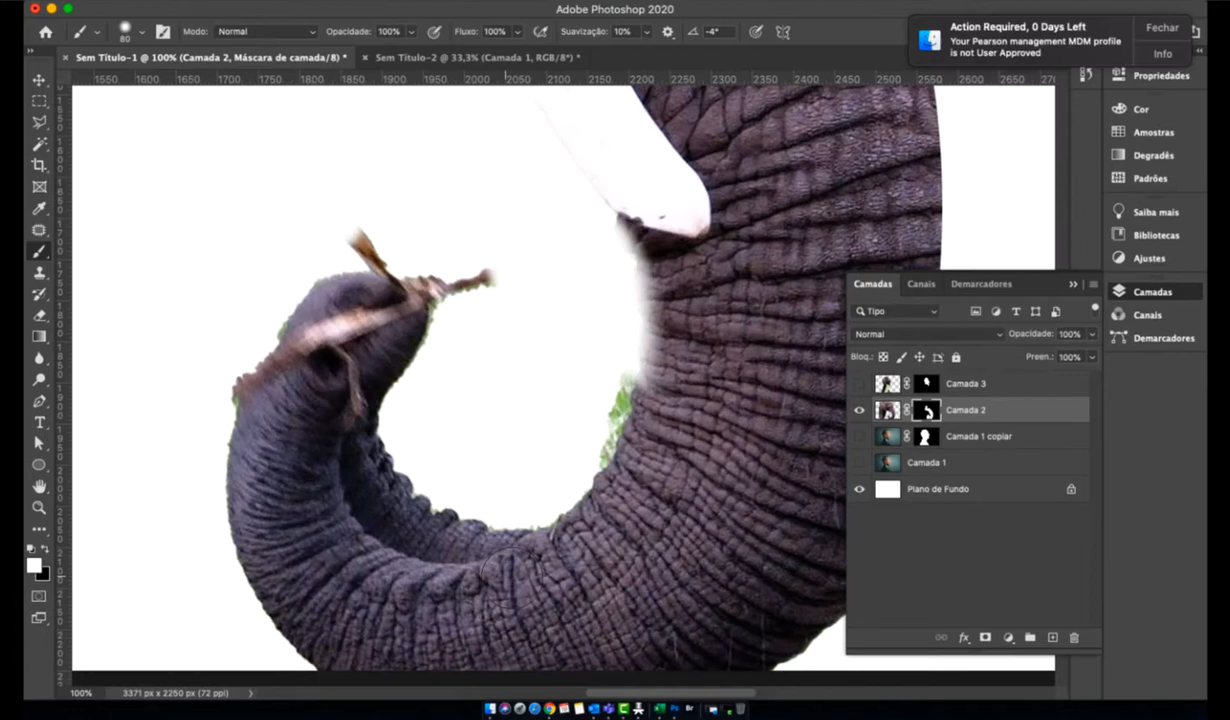 Adobe Photoshop 2020
80
Modo: Normal
Opacidade: 100%
Fluxo: 100%
Suavização: 10%
-4°
Action Required, 0 Days Left
Your Pearson management MDM profile
is not User Approved
Fechar
Info
Sem Título-1 @ 100% (Camada 2, Máscara de camada/8) *
Sem Título-2 @ 33,3% (Camada 1, RGB/8*) *
1550 1600 1650 1700 1750 1800 1850 1900 1950 2000 2050 2100 2150 2200 2250 2300 2350 2400 2450 2500 2550 2600 2650
Propriedades
Cor
Amostras
Degradês
Padrões
Saiba mais
Bibliotecas
Ajustes
Camadas
Canais
Demarcadores
Camadas Canais Demarcadores
Tipo
Normal
Opacidade: 100%
Bloq.:
Preen.: 100%
Camada 3
Camada 2
Camada 1 copiar
Camada 1
Plano de Fundo
fx
100%
3371 px x 2250 px (72 ppi)